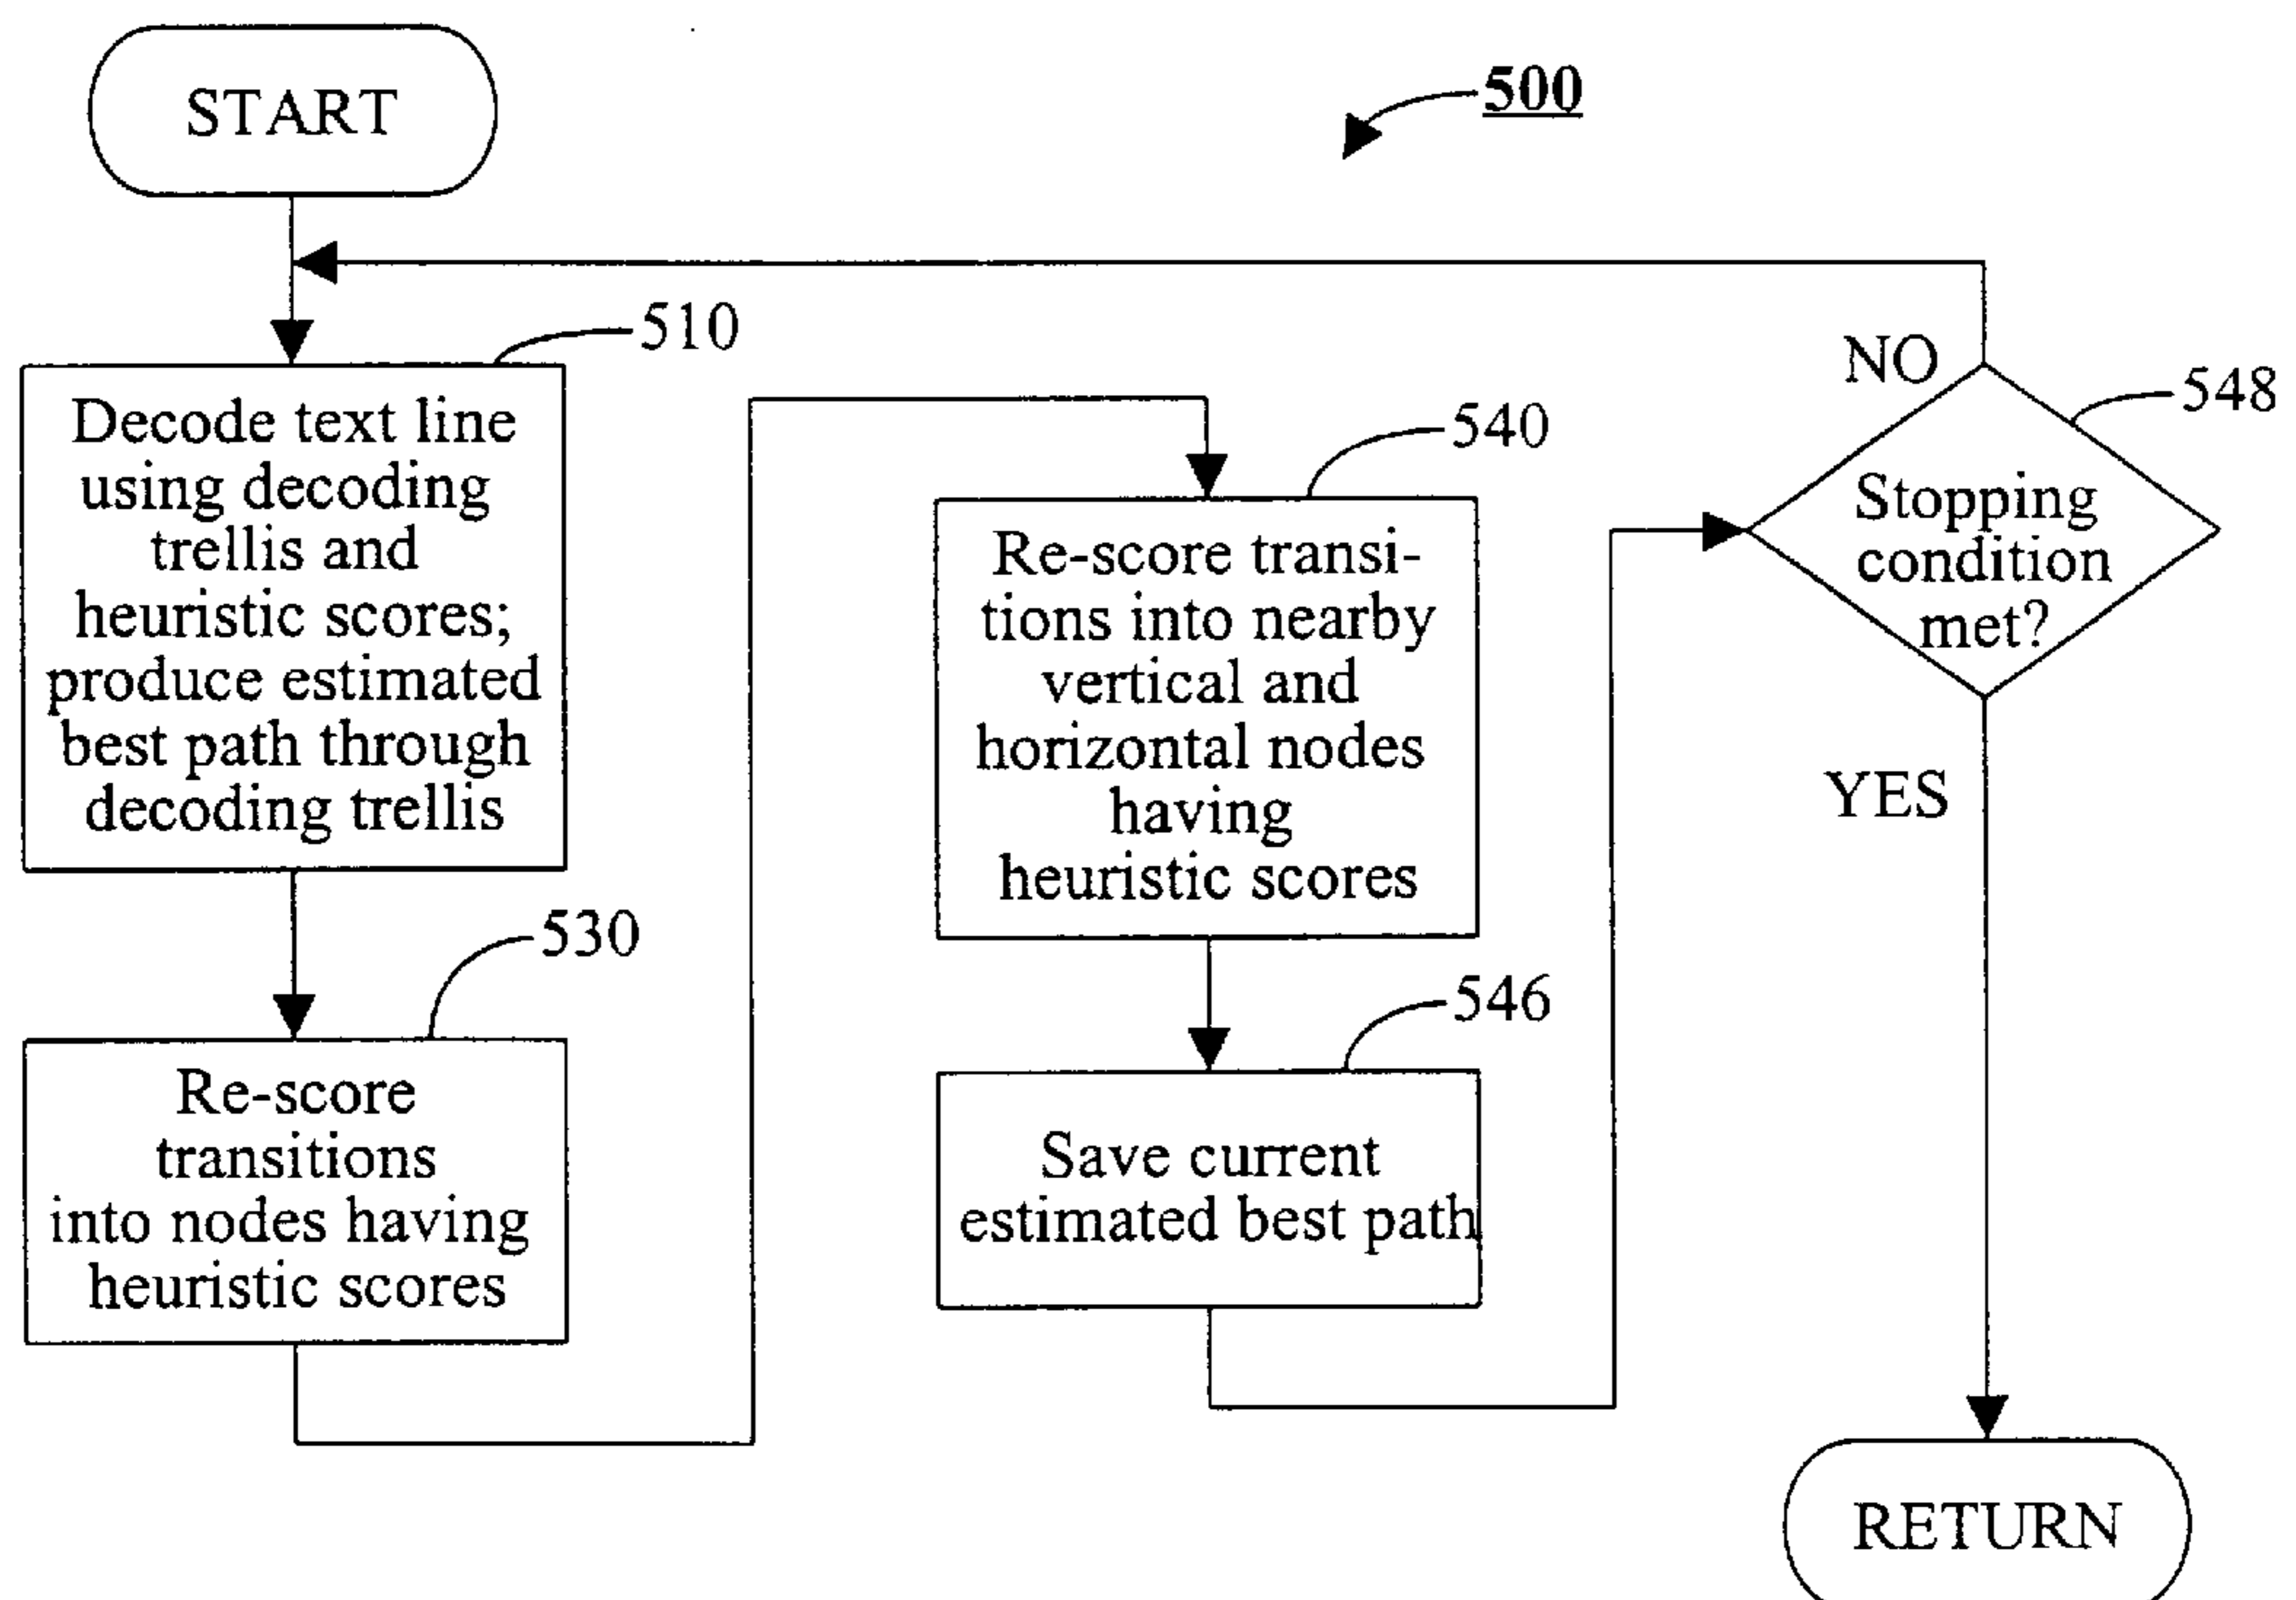 START
500
510
Decode text line
using decoding
trellis and
heuristic scores;
produce estimated
best path through
decoding trellis
530
Re-score
transitions
into nodes having
heuristic scores
540
Re-score transi-
tions into nearby
vertical and
horizontal nodes
having
heuristic scores
546
Save current
estimated best path
NO
548
Stopping
condition
met?
YES
RETURN